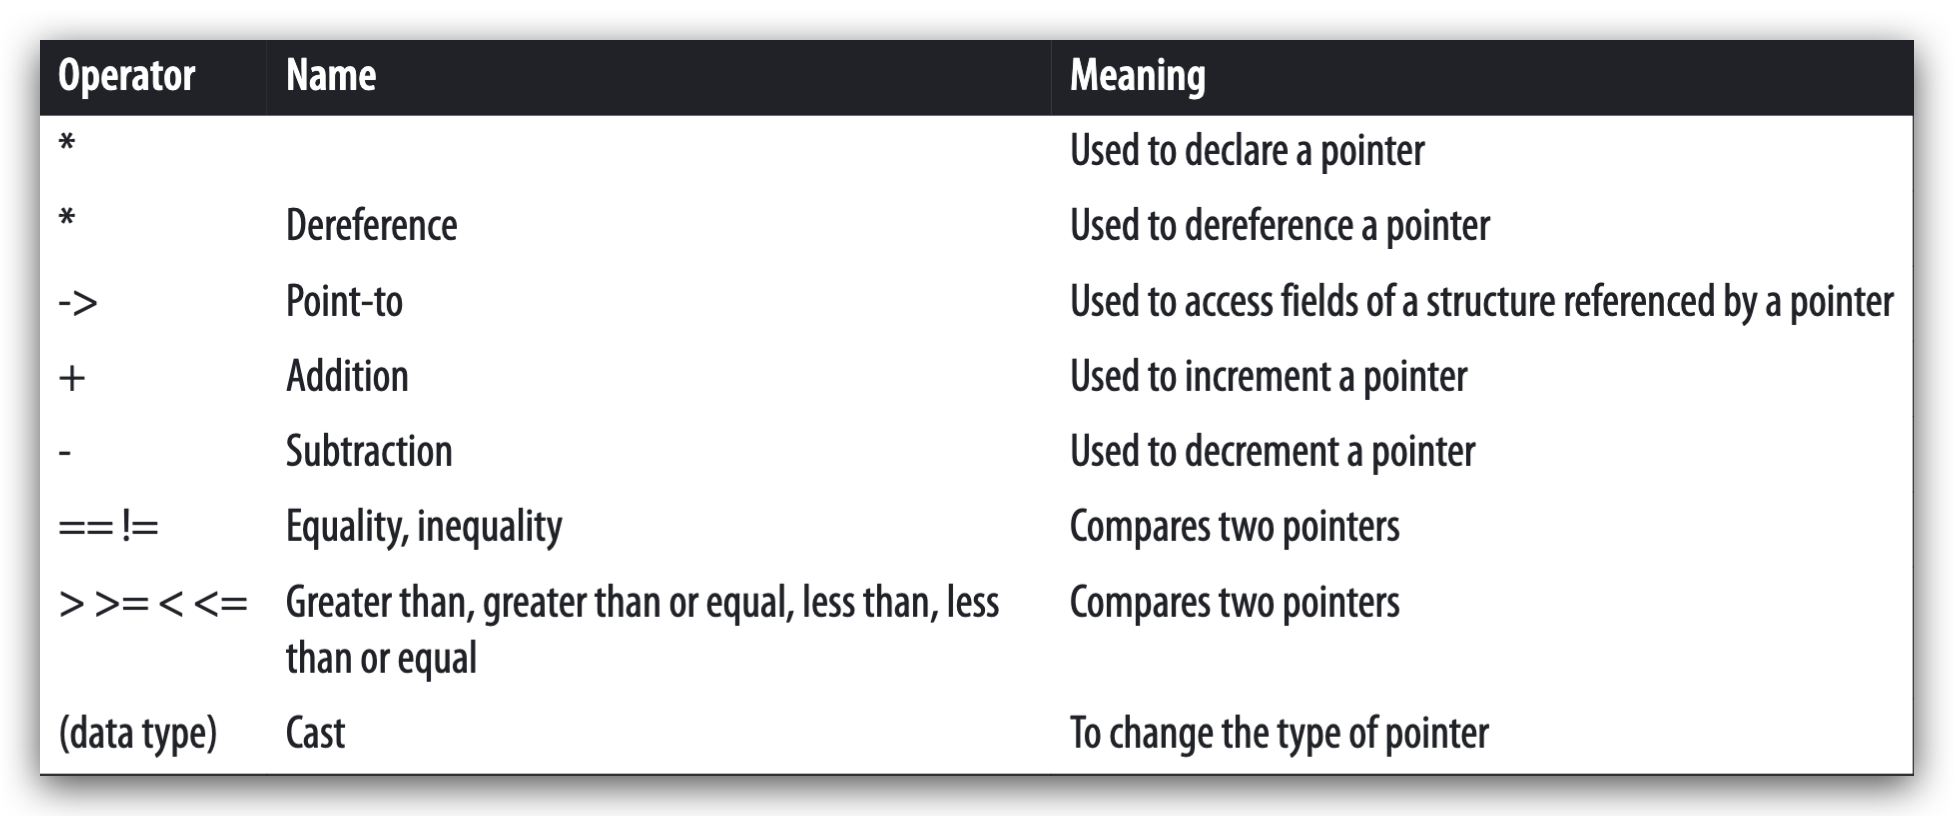 Operator Name Meaning
* Used to declare a pointer
* Dereference Used to dereference a pointer
-> Point-to Used to access fields of a structure referenced by a pointer
+ Addition Used to increment a pointer
- Subtraction Used to decrement a pointer
== != Equality, inequality Compares two pointers
> >= < <= Greater than, greater than or equal, less than, less Compares two pointers
than or equal
(data type) Cast To change the type of pointer